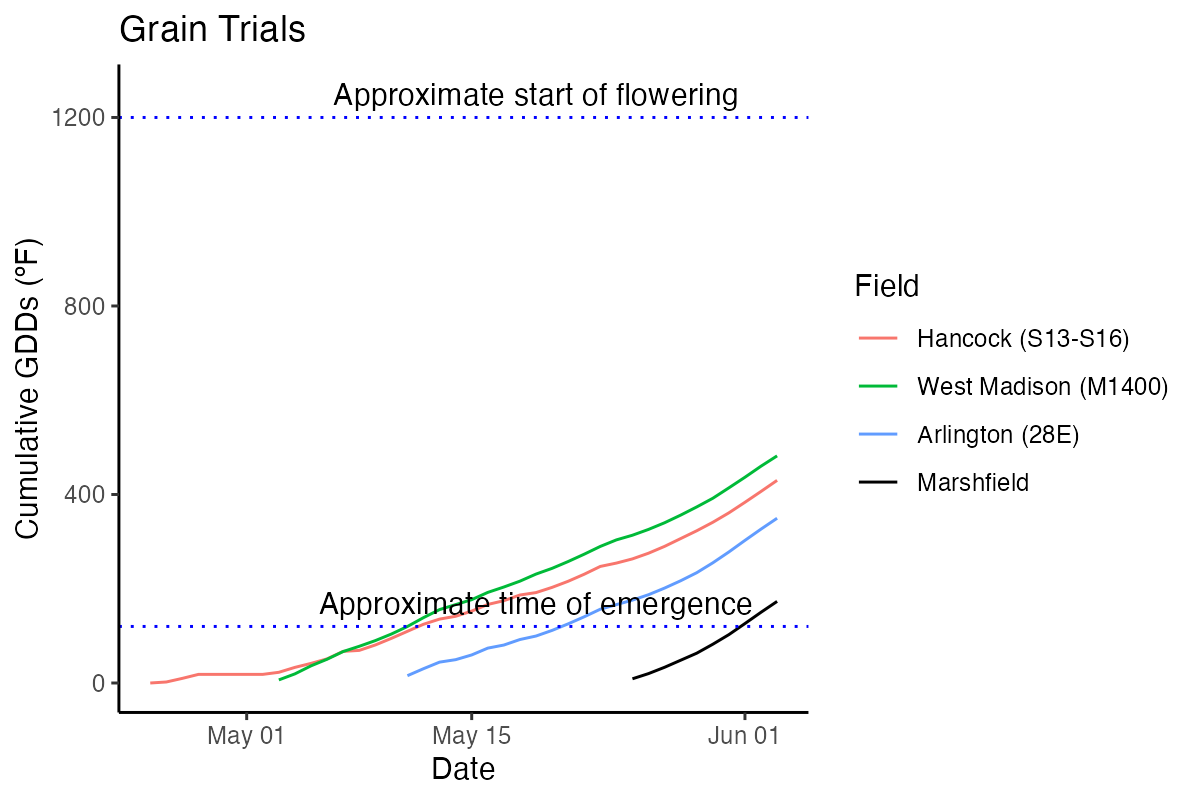 Grain Trials
Approximate start of flowering
1200
800
400
0
Cumulative GDDs (°F)
Approximate time of emergence
May 01
May 15
Jun 01
Date
Field
Hancock (S13-S16)
West Madison (M1400)
Arlington (28E)
Marshfield